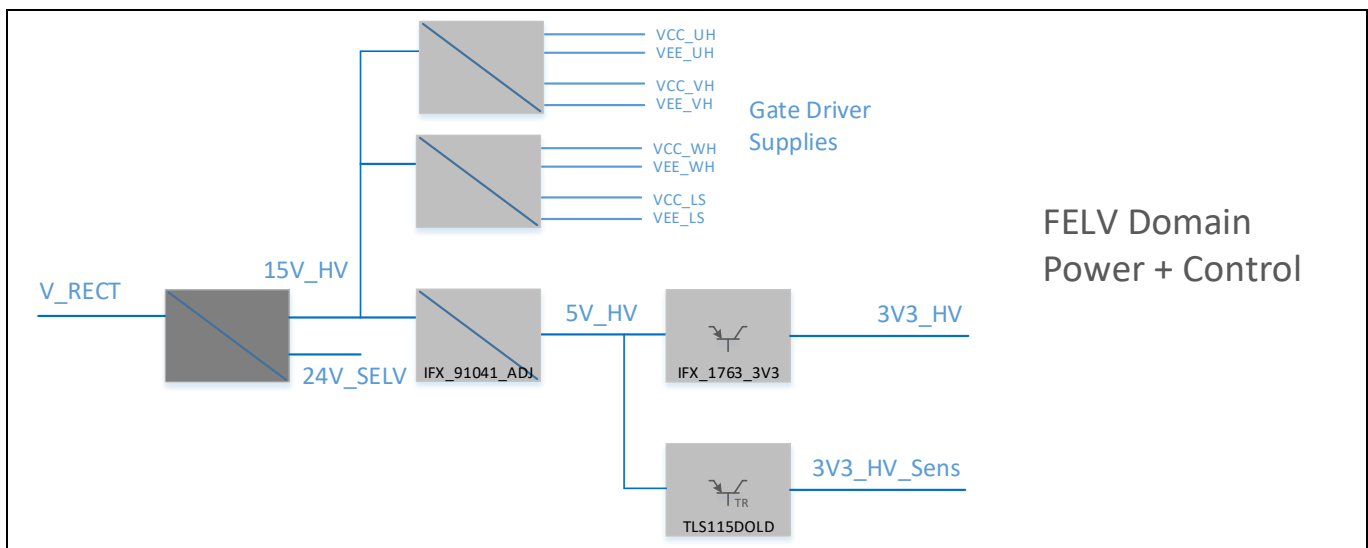 VCC_UH
VEE_UH
VCC_VH
VEE_VH
Gate Driver
Supplies
VCC_WH
VEE_WH
VCC_LS
VEE_LS
FELV Domain
Power + Control
V_RECT
15V_HV
24V_SELV
IFX_91041_ADJ
5V_HV
IFX_1763_3V3
3V3_HV
TR
TLS115DOLD
3V3_HV_Sens